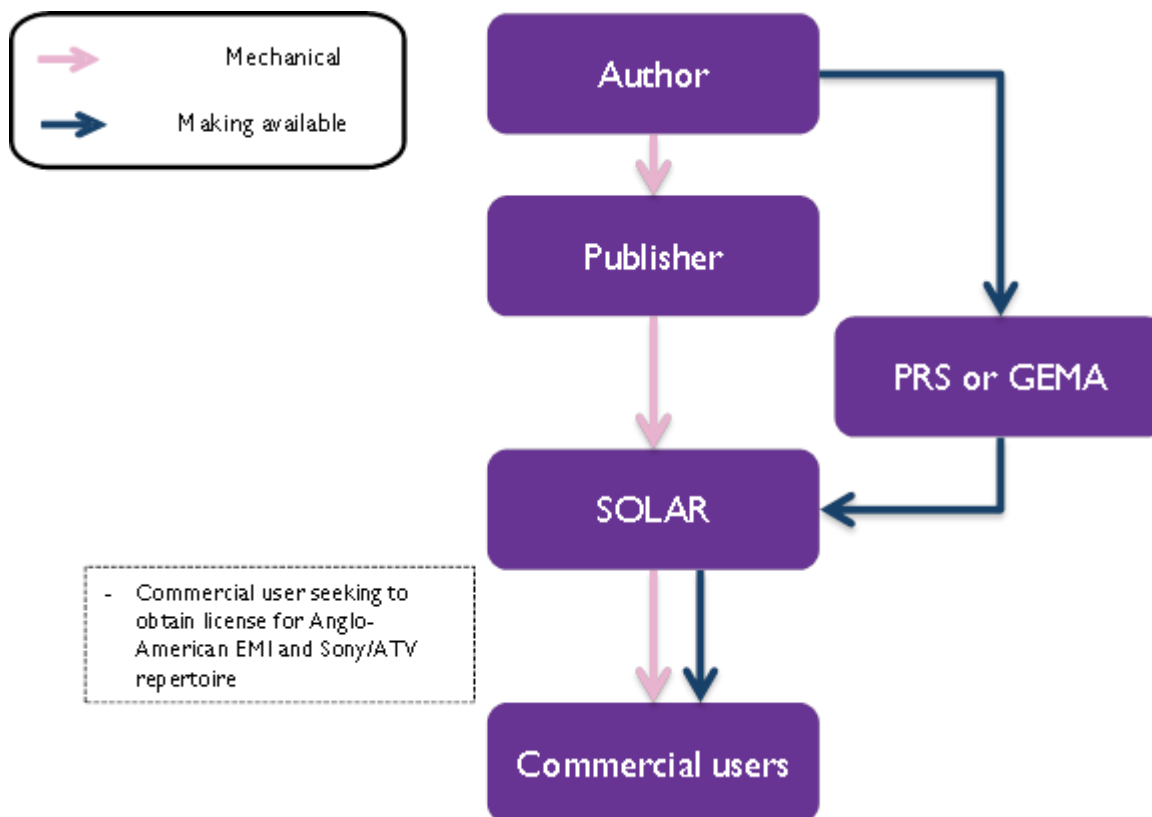 Mechanical
Making available
Author
Publisher
PRS or GEMA
SOLAR
- Commercial user seeking to
obtain license for Anglo-
American EMI and Sony/ATV
repertoire
Commercial users